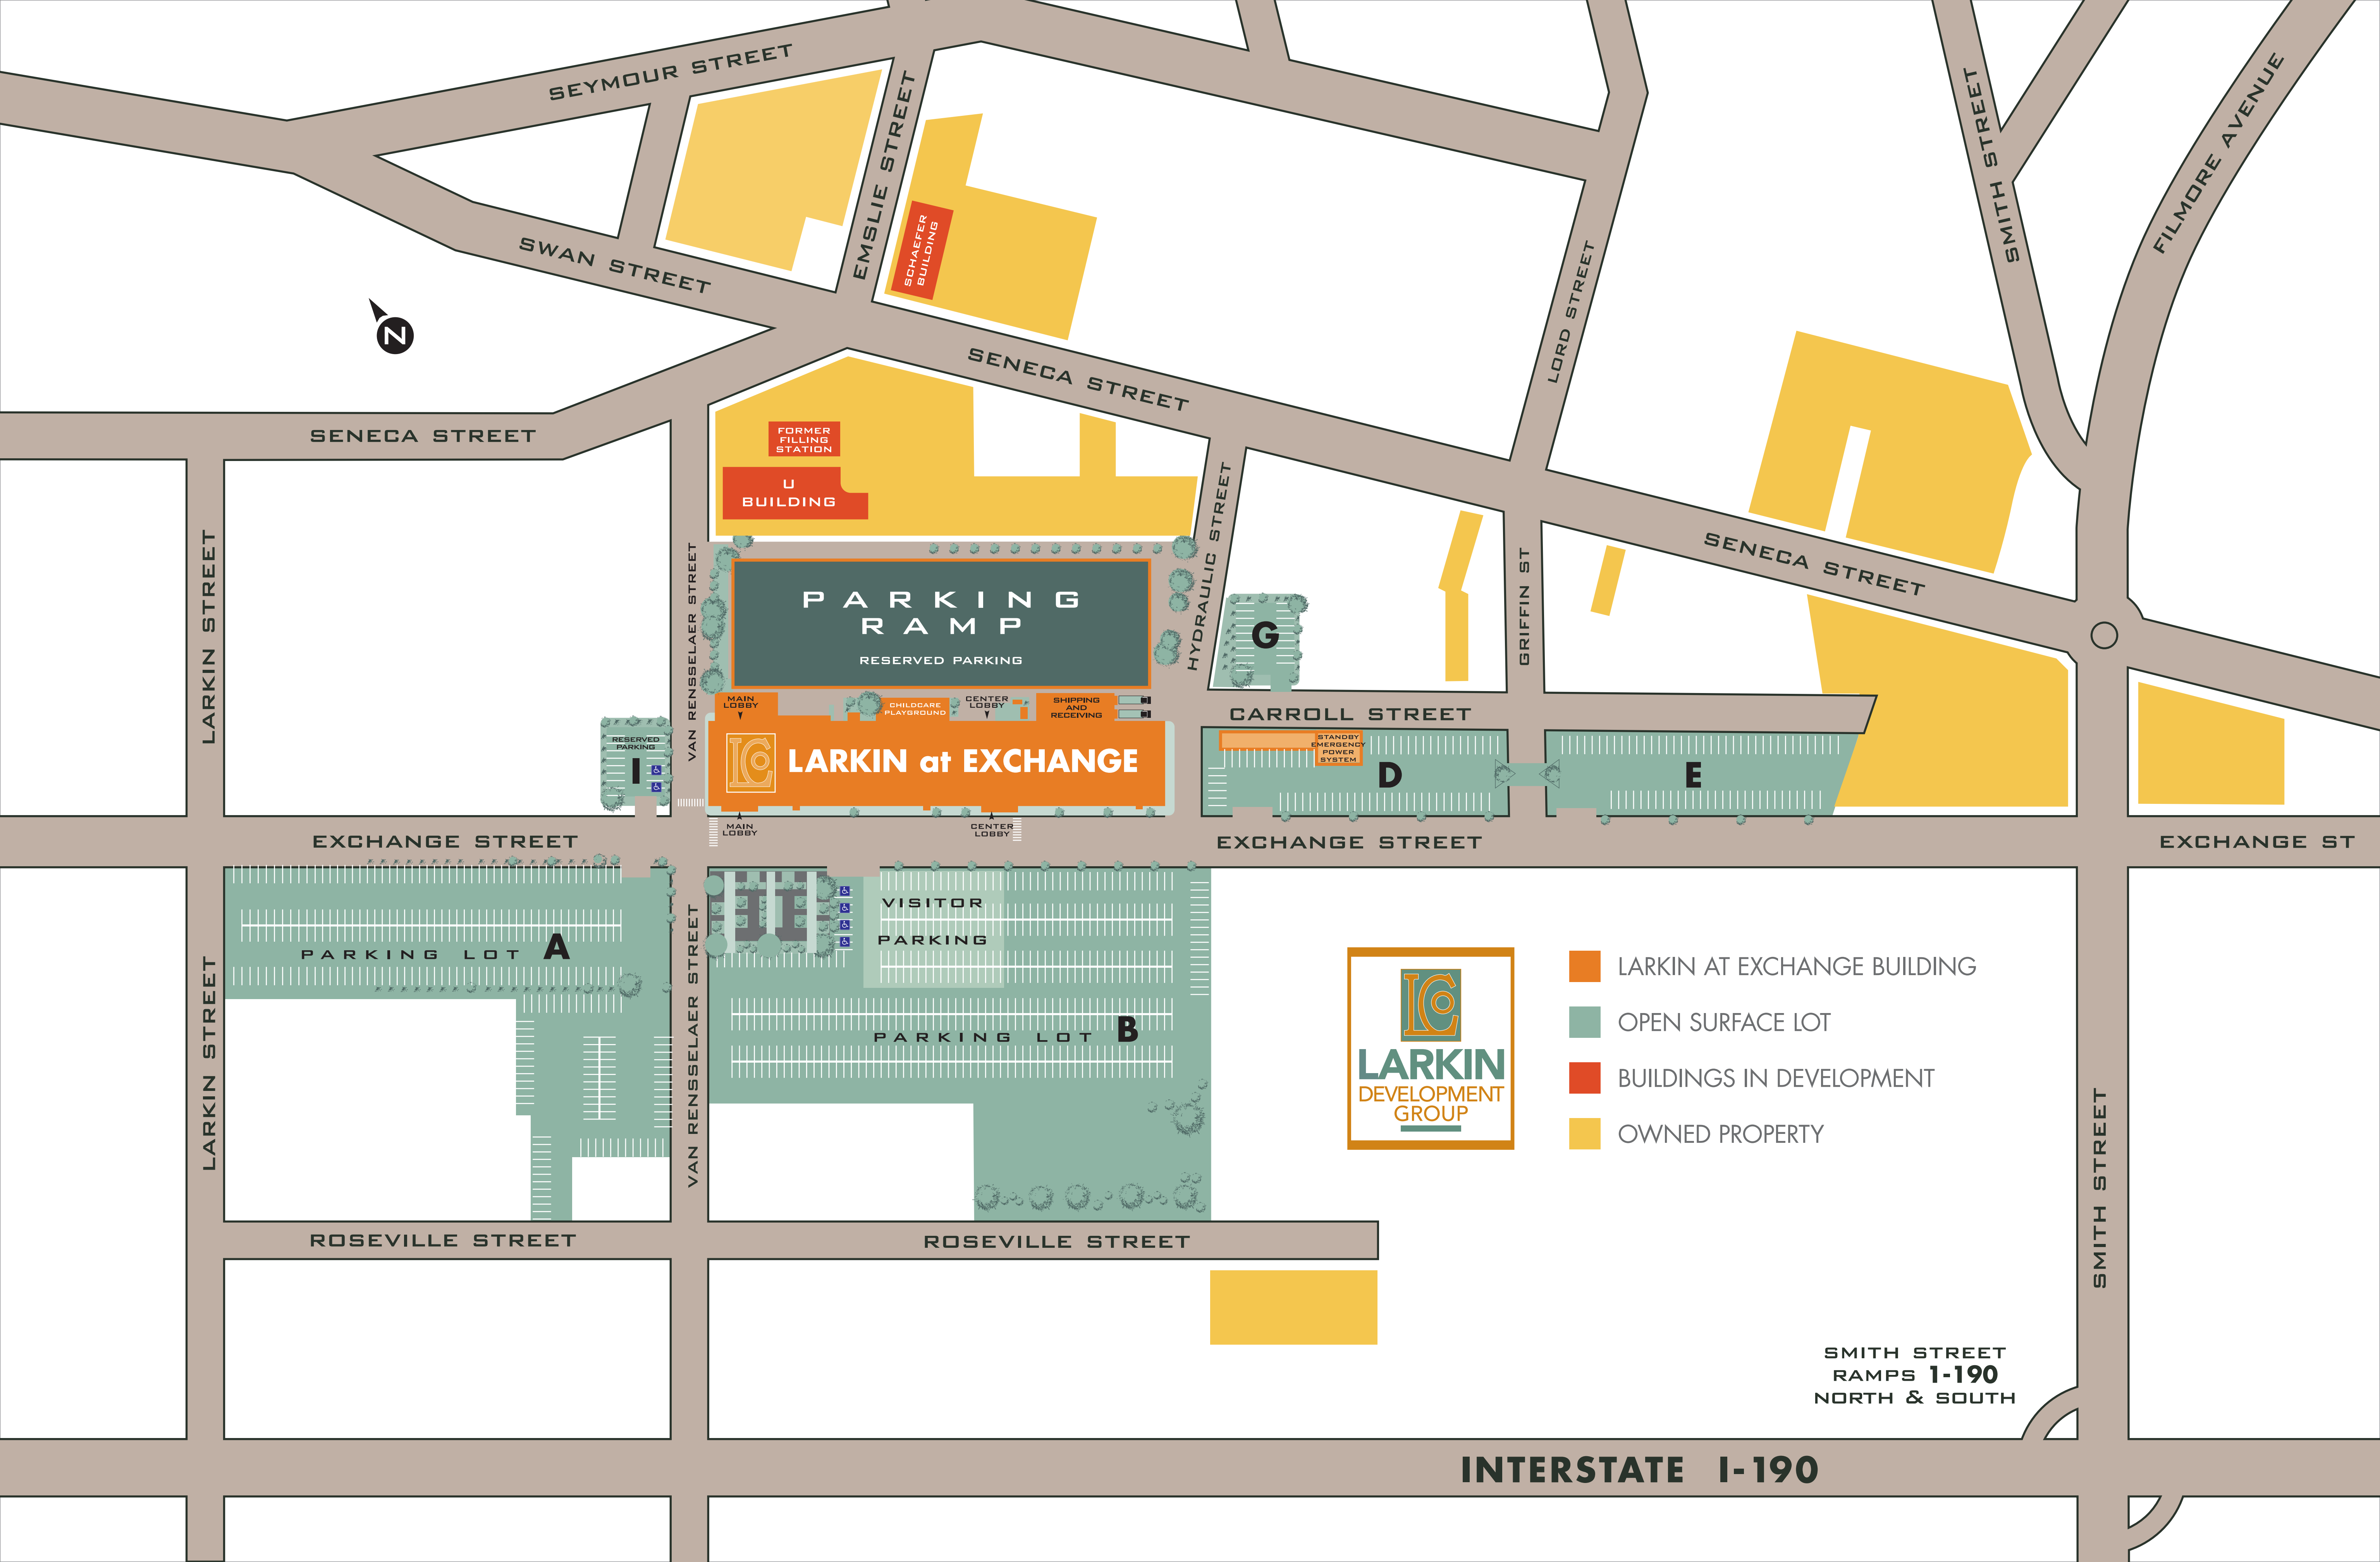 SEYMOUR STREET
EMSLIE STREET
SMITH STREET
FILMORE AVENUE
SWAN STREET
SCHAEFER
BUILDING
LORD STREET
N
SENECA STREET
SENECA STREET
FORMER
FILLING
STATION
U
BUILDING
LARKIN STREET
VAN RENSSELAER STREET
HYDRAULIC STREET
GRIFFIN ST
SENECA STREET
PARKING
RAMP
RESERVED PARKING
G
MAIN
LOBBY
CHILDCARE
PLAYGROUND
CENTER
LOBBY
SHIPPING
AND
RECEIVING
CARROLL STREET
RESERVED
PARKING
I
LCO
LARKIN at EXCHANGE
STANDBY
EMERGENCY
POWER
SYSTEM
D
E
MAIN
LOBBY
CENTER
LOBBY
EXCHANGE STREET
EXCHANGE STREET
EXCHANGE ST
PARKING LOT A
VISITOR
PARKING
PARKING LOT B
LARKIN STREET
VAN RENSSELAER STREET
LCO
LARKIN
DEVELOPMENT
GROUP
LARKIN AT EXCHANGE BUILDING
OPEN SURFACE LOT
BUILDINGS IN DEVELOPMENT
OWNED PROPERTY
SMITH STREET
ROSEVILLE STREET
ROSEVILLE STREET
SMITH STREET
RAMPS 1-190
NORTH & SOUTH
INTERSTATE I-190